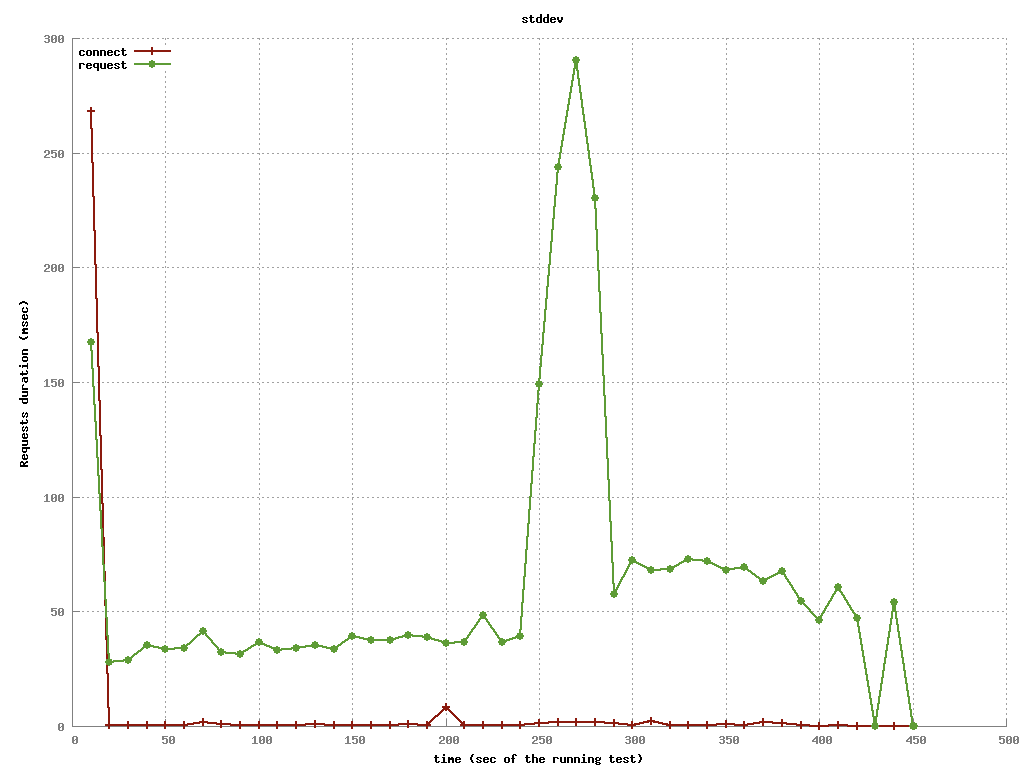 stddev
connect
request
300
250
200
150
100
50
0
Requests duration (msec)
0 50 100 150 200 250 300 350 400 450 500
time (sec of the running test)